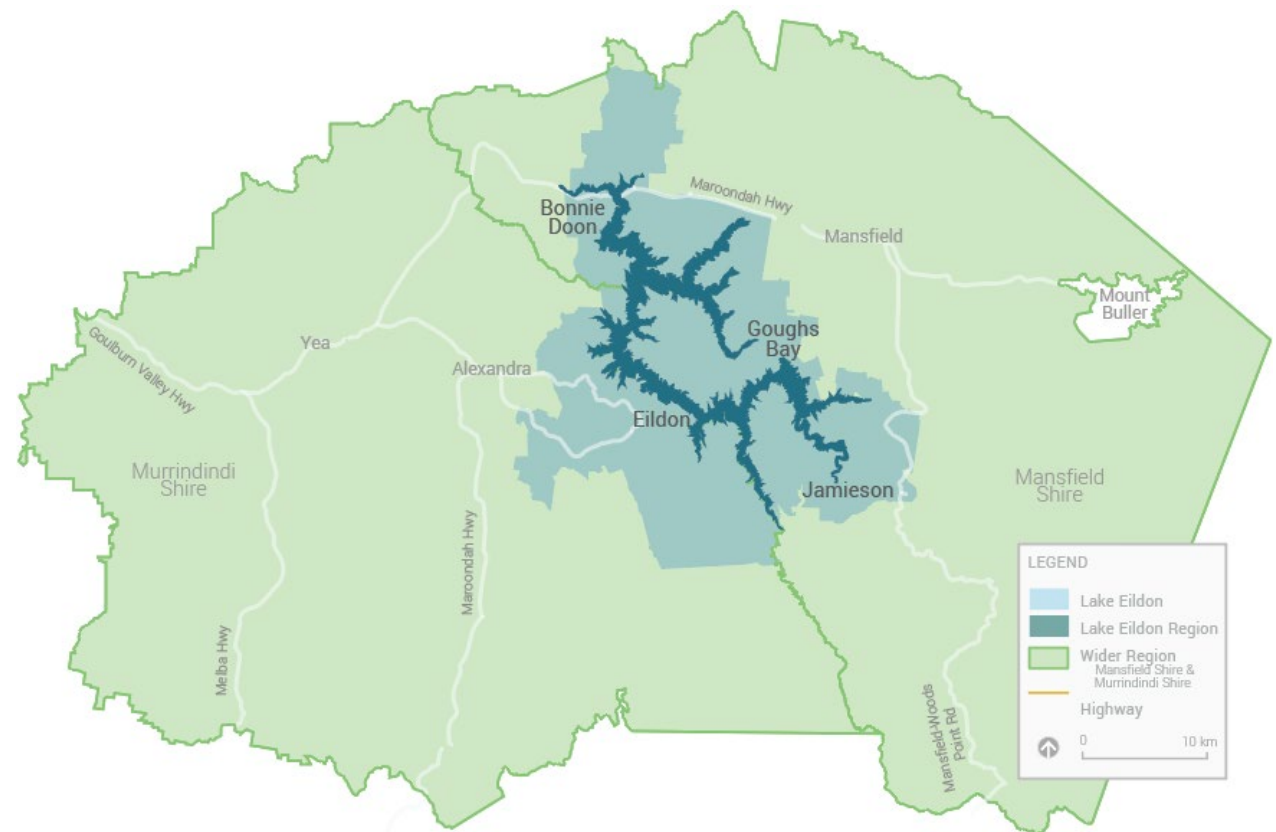 Maroondah Hwy
Bonnie
Doon
Mansfield
Mount
Buller
Goulburn Valley Hwy
Yea
Goughs
Bay
Alexandra
Eildon
Murrindindi
Shire
Jamieson
Mansfield
Shire
Maroondah Hwy
Melba Hwy
Mansfield-Woods
Point Rd
LEGEND
Lake Eildon
Lake Eildon Region
Wider Region
Mansfield Shire &
Murrindindi Shire
Highway
0 10 km